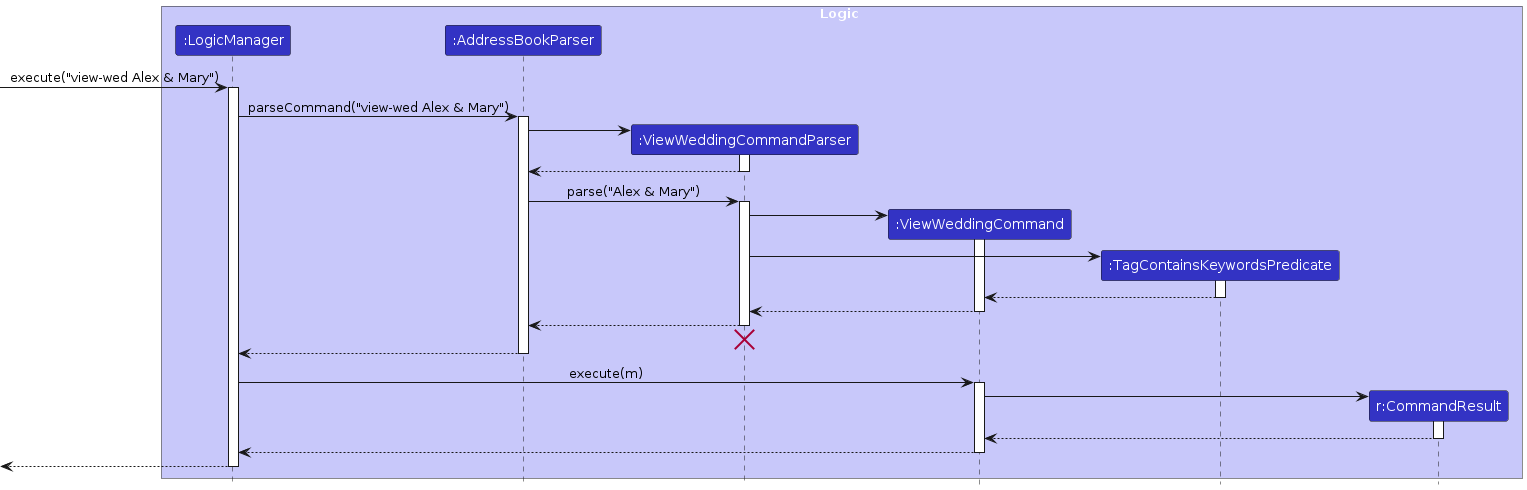 Logic
:LogicManager
:AddressBookParser
execute("view-wed Alex & Mary")
parseCommand("view-wed Alex & Mary")
:ViewWeddingCommandParser
parse("Alex & Mary")
:ViewWeddingCommand
:TagContainsKeywordsPredicate
execute(m)
r:CommandResult